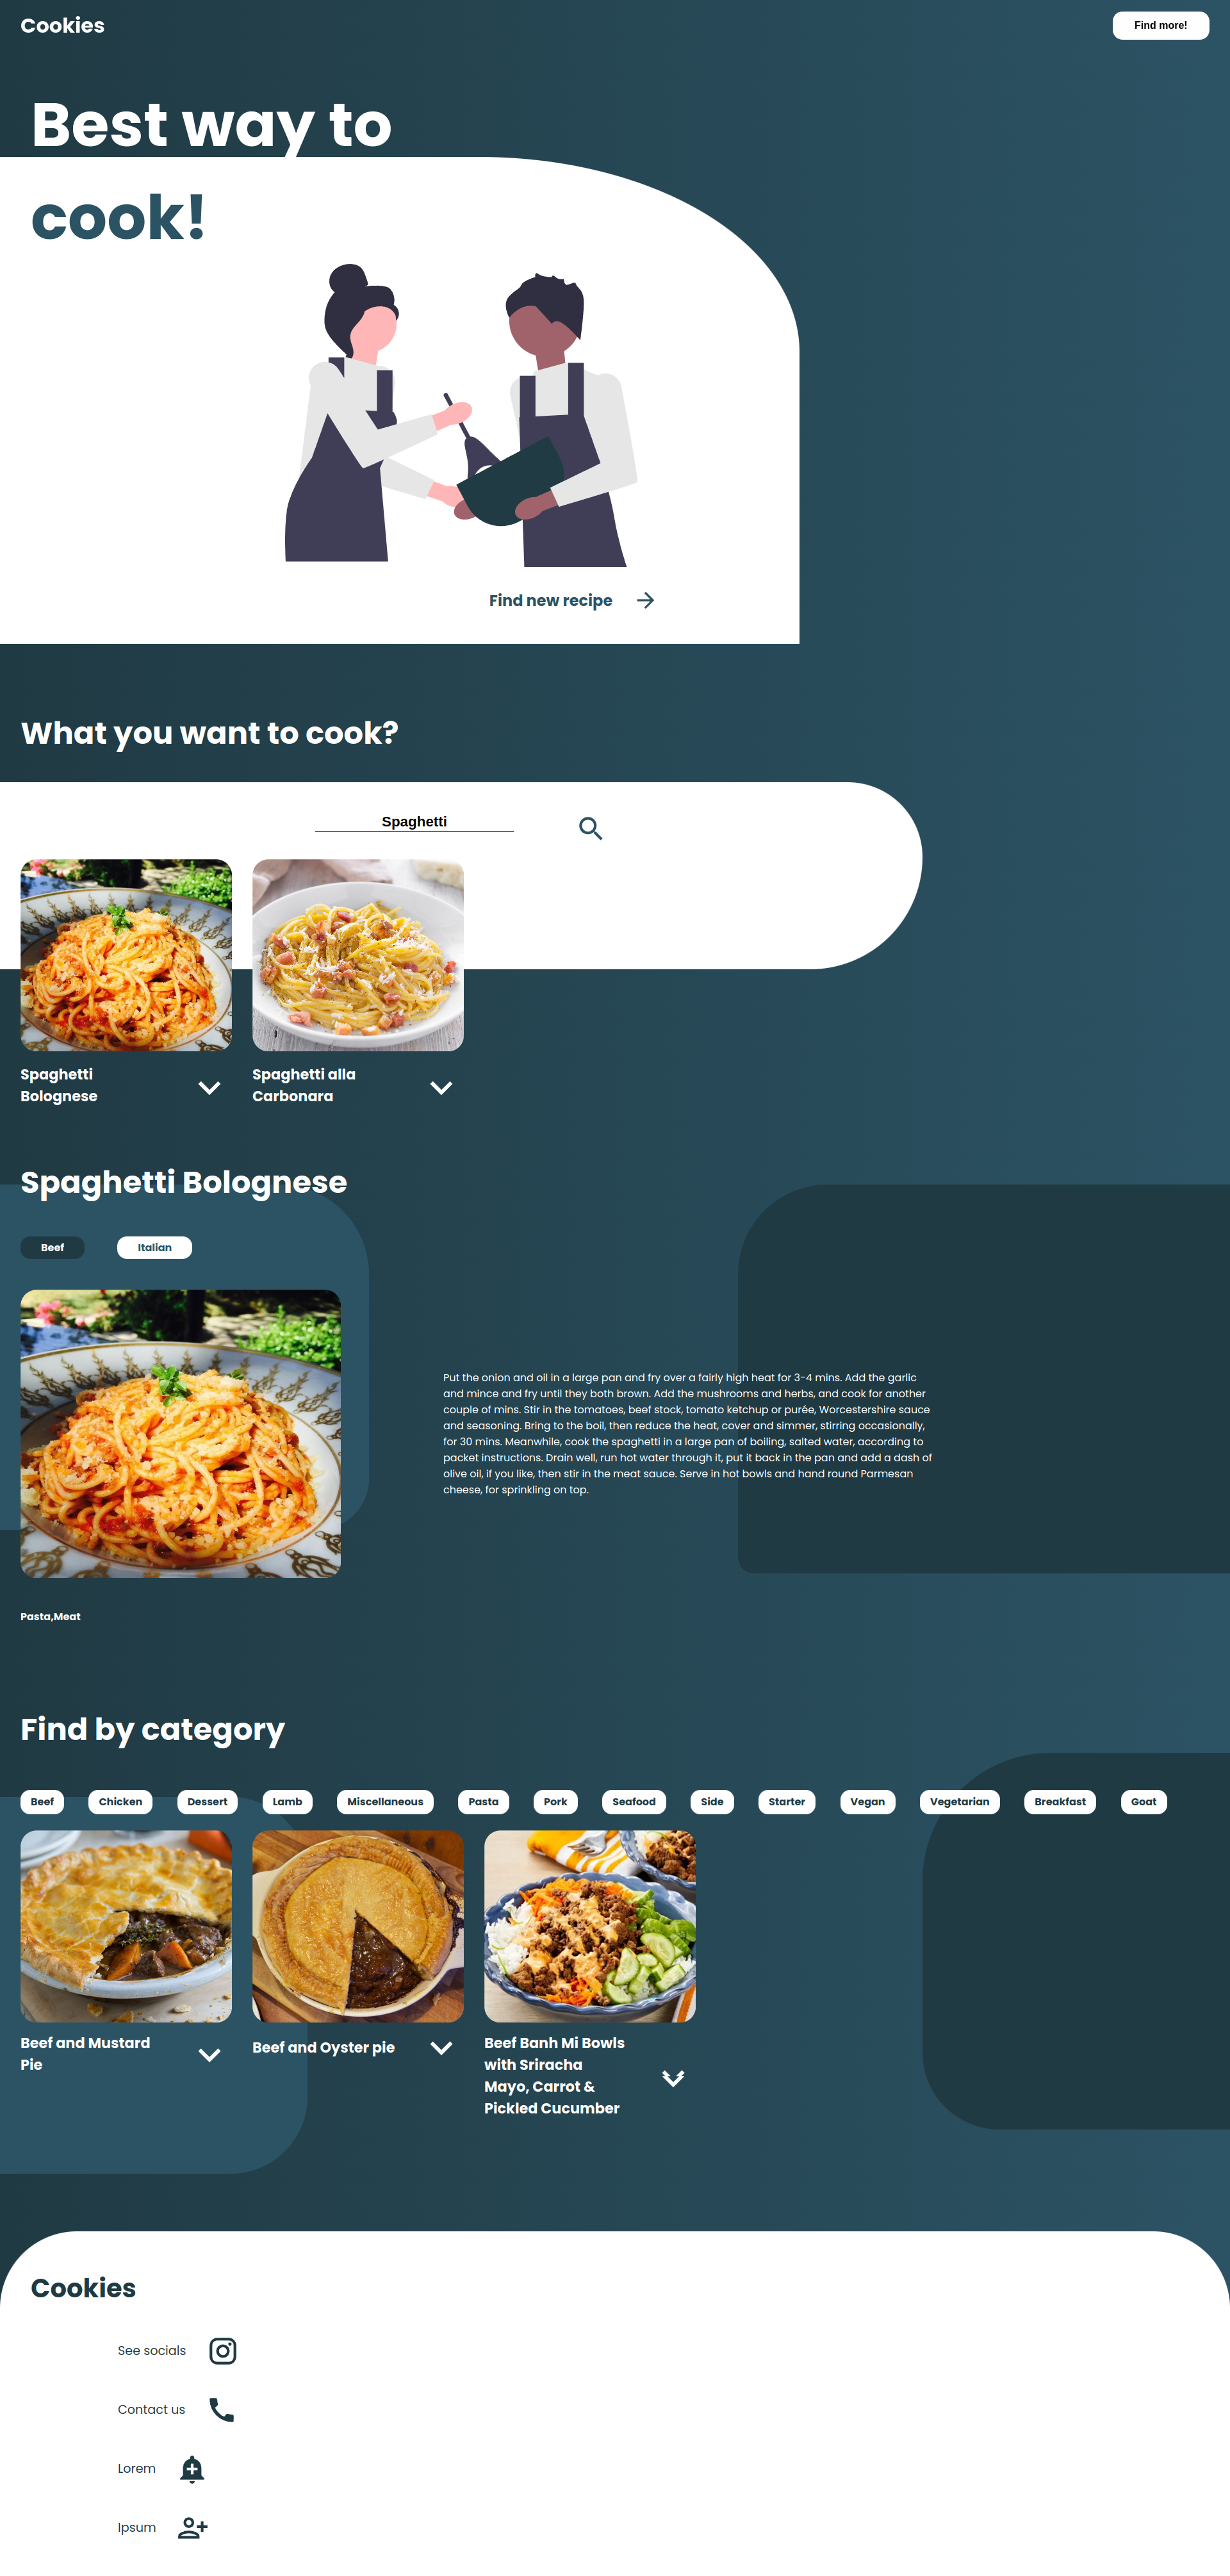 Cookies
Find more!
Best way to
cook!
Find new recipe
What you want to cook?
Spaghetti
Spaghetti
Bolognese
Spaghetti alla
Carbonara
Spaghetti Bolognese
Beef
Italian
Put the onion and oil in a large pan and fry over a fairly high heat for 3-4 mins. Add the garlic
and mince and fry until they both brown. Add the mushrooms and herbs, and cook for another
couple of mins. Stir in the tomatoes, beef stock, tomato ketchup or purée, Worcestershire sauce
and seasoning. Bring to the boil, then reduce the heat, cover and simmer, stirring occasionally,
for 30 mins. Meanwhile, cook the spaghetti in a large pan of boiling, salted water, according to
packet instructions. Drain well, run hot water through it, put it back in the pan and add a dash of
olive oil, if you like, then stir in the meat sauce. Serve in hot bowls and hand round Parmesan
cheese, for sprinkling on top.
Pasta,Meat
Find by category
Beef
Chicken
Dessert
Lamb
Miscellaneous
Pasta
Pork
Seafood
Side
Starter
Vegan
Vegetarian
Breakfast
Goat
Beef and Mustard
Pie
Beef and Oyster pie
Beef Banh Mi Bowls
with Sriracha
Mayo, Carrot &
Pickled Cucumber
Cookies
See socials
Contact us
Lorem
Ipsum